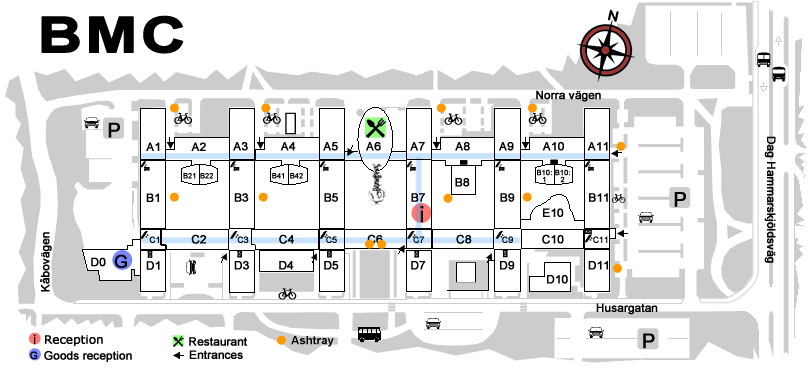 BMC
N
Norra vägen
P
A1 A2 A3 A4 A5 A6 A7 A8 A9 A10 A11
B21 B22 B41 B42 B8 B10:1 B10:2
B1 B3 B5 B7 B9 B11
P
i
E10
C1 C2 C3 C4 C5 C6 C7 C8 C9 C10 C11
D0 G D1 D3 D4 D5 D7 D9 D10 D11
Kåbovägen
Dag Hammarskjöldsväg
Husargatan
P
i Reception
G Goods reception
Restaurant
Entrances
Ashtray